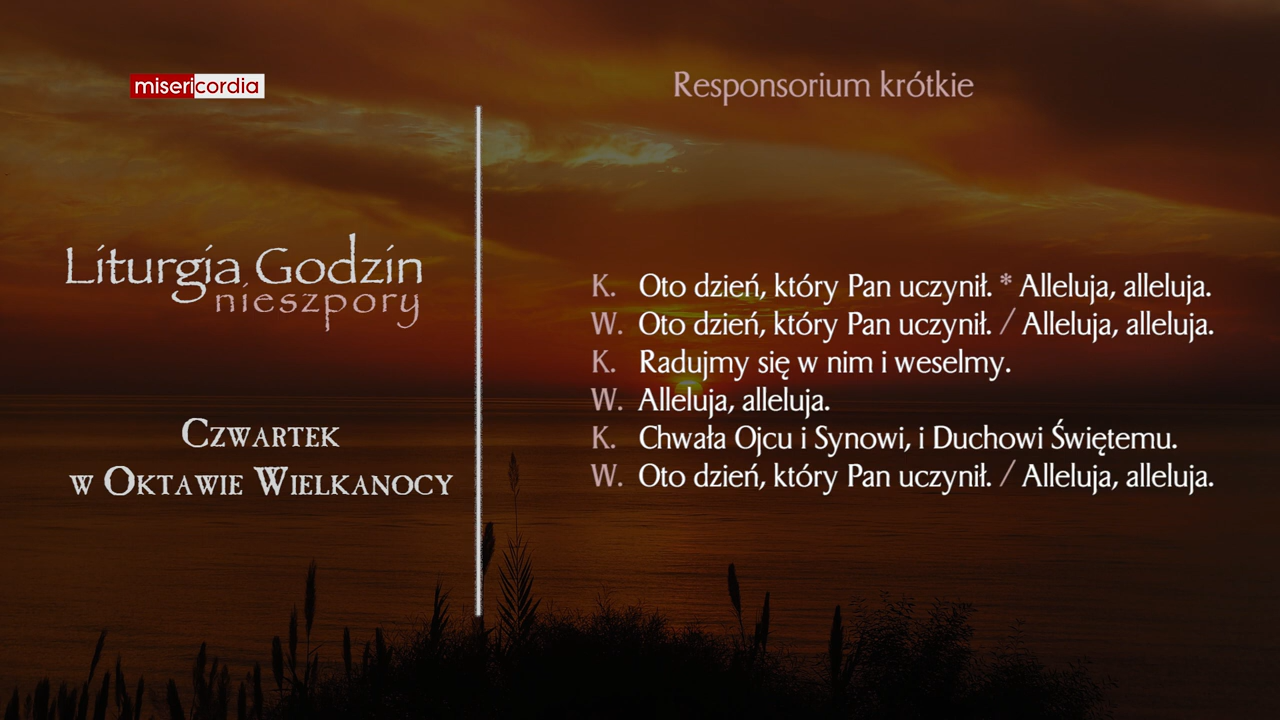 misericordia
Liturgia Godzin
nieszpory
Czwartek
w Oktawie Wielkanocy
Responsorium krótkie
K. Oto dzień, który Pan uczynił. * Alleluja, alleluja.
W. Oto dzień, który Pan uczynił. / Alleluja, alleluja.
K. Radujmy się w nim i weselmy.
W. Alleluja, alleluja.
K. Chwała Ojcu i Synowi, i Duchowi Świętemu.
W. Oto dzień, który Pan uczynił. / Alleluja, alleluja.